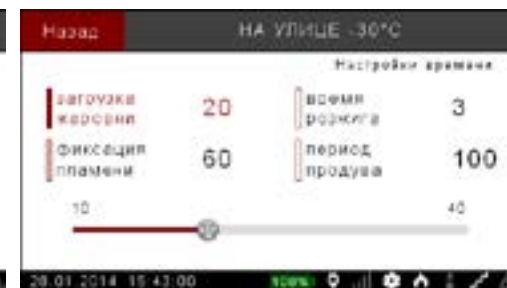 Назад НА УЛИЦЕ -30°C
Настройки времени
загрузка жаровни 20
время розжига 3
фиксация пламени 60
период продува 100
10 40
28.01.2014 15:43:00 100%